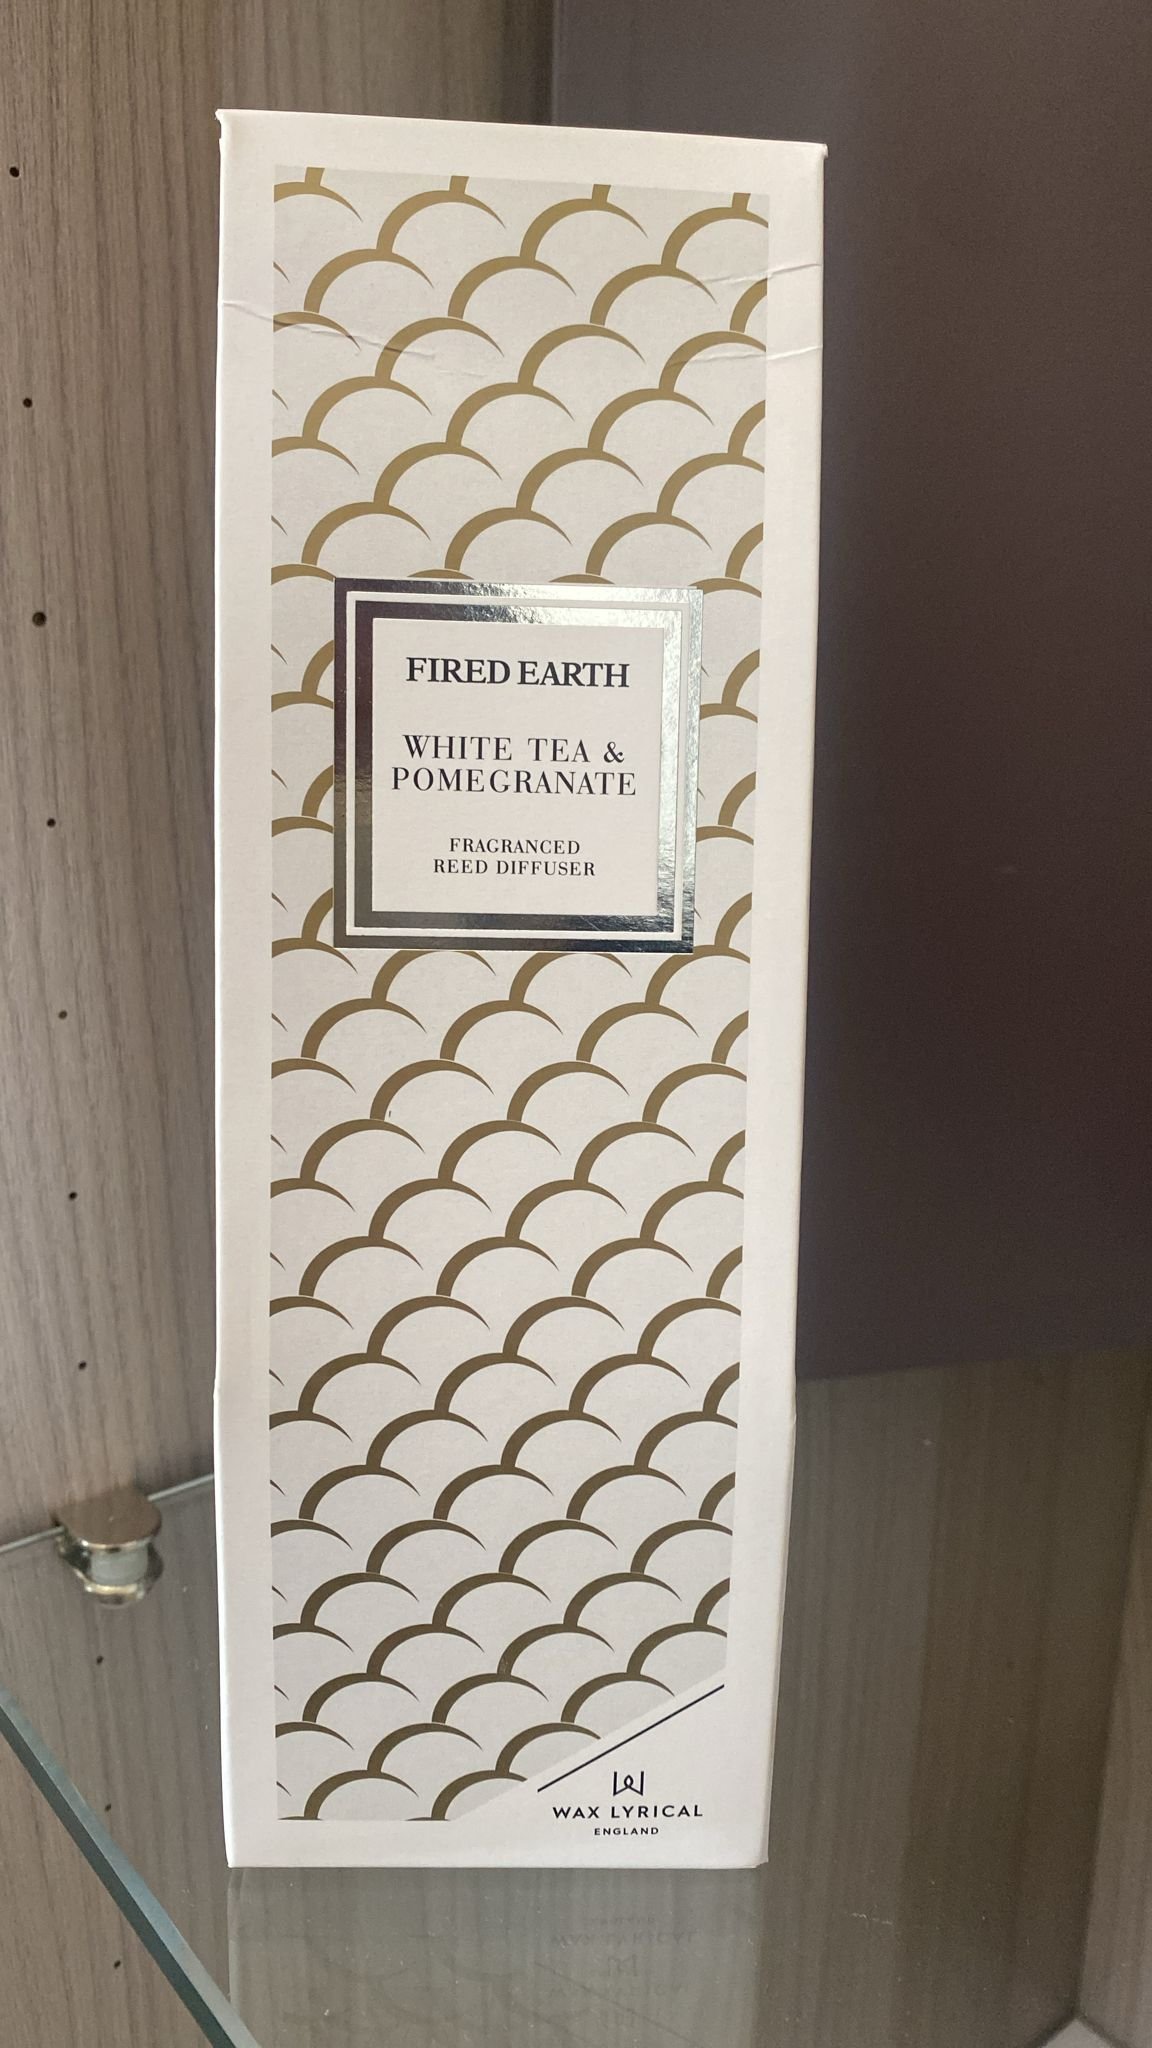 FIRED EARTH
WHITE TEA &
POMEGRANATE
FRAGRANCED
REED DIFFUSER
WAX LYRICAL
ENGLAND